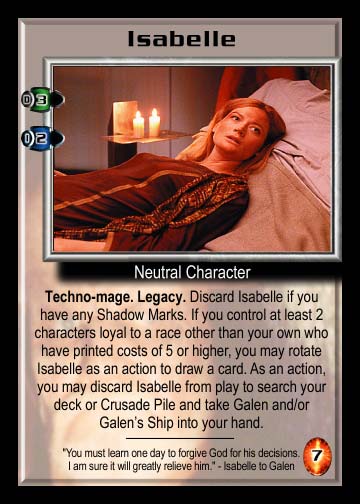 Isabelle
D 3
I 2
Neutral Character
Techno-mage. Legacy. Discard Isabelle if you
have any Shadow Marks. If you control at least 2
characters loyal to a race other than your own who
have printed costs of 5 or higher, you may rotate
Isabelle as an action to draw a card. As an action,
you may discard Isabelle from play to search your
deck or Crusade Pile and take Galen and/or
Galen's Ship into your hand.
"You must learn one day to forgive God for his decisions.
I am sure it will greatly relieve him." - Isabelle to Galen
7